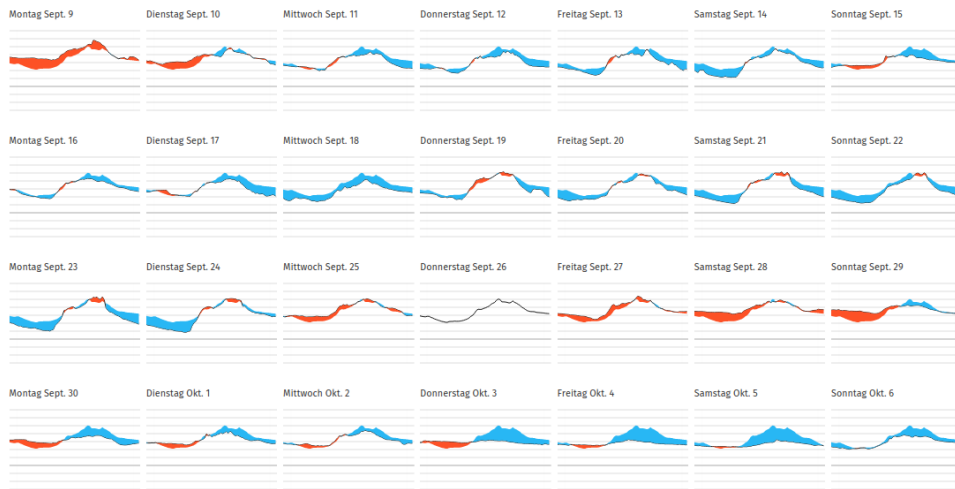 Montag Sept. 9
Dienstag Sept. 10
Mittwoch Sept. 11
Donnerstag Sept. 12
Freitag Sept. 13
Samstag Sept. 14
Sonntag Sept. 15
Montag Sept. 16
Dienstag Sept. 17
Mittwoch Sept. 18
Donnerstag Sept. 19
Freitag Sept. 20
Samstag Sept. 21
Sonntag Sept. 22
Montag Sept. 23
Dienstag Sept. 24
Mittwoch Sept. 25
Donnerstag Sept. 26
Freitag Sept. 27
Samstag Sept. 28
Sonntag Sept. 29
Montag Sept. 30
Dienstag Okt. 1
Mittwoch Okt. 2
Donnerstag Okt. 3
Freitag Okt. 4
Samstag Okt. 5
Sonntag Okt. 6